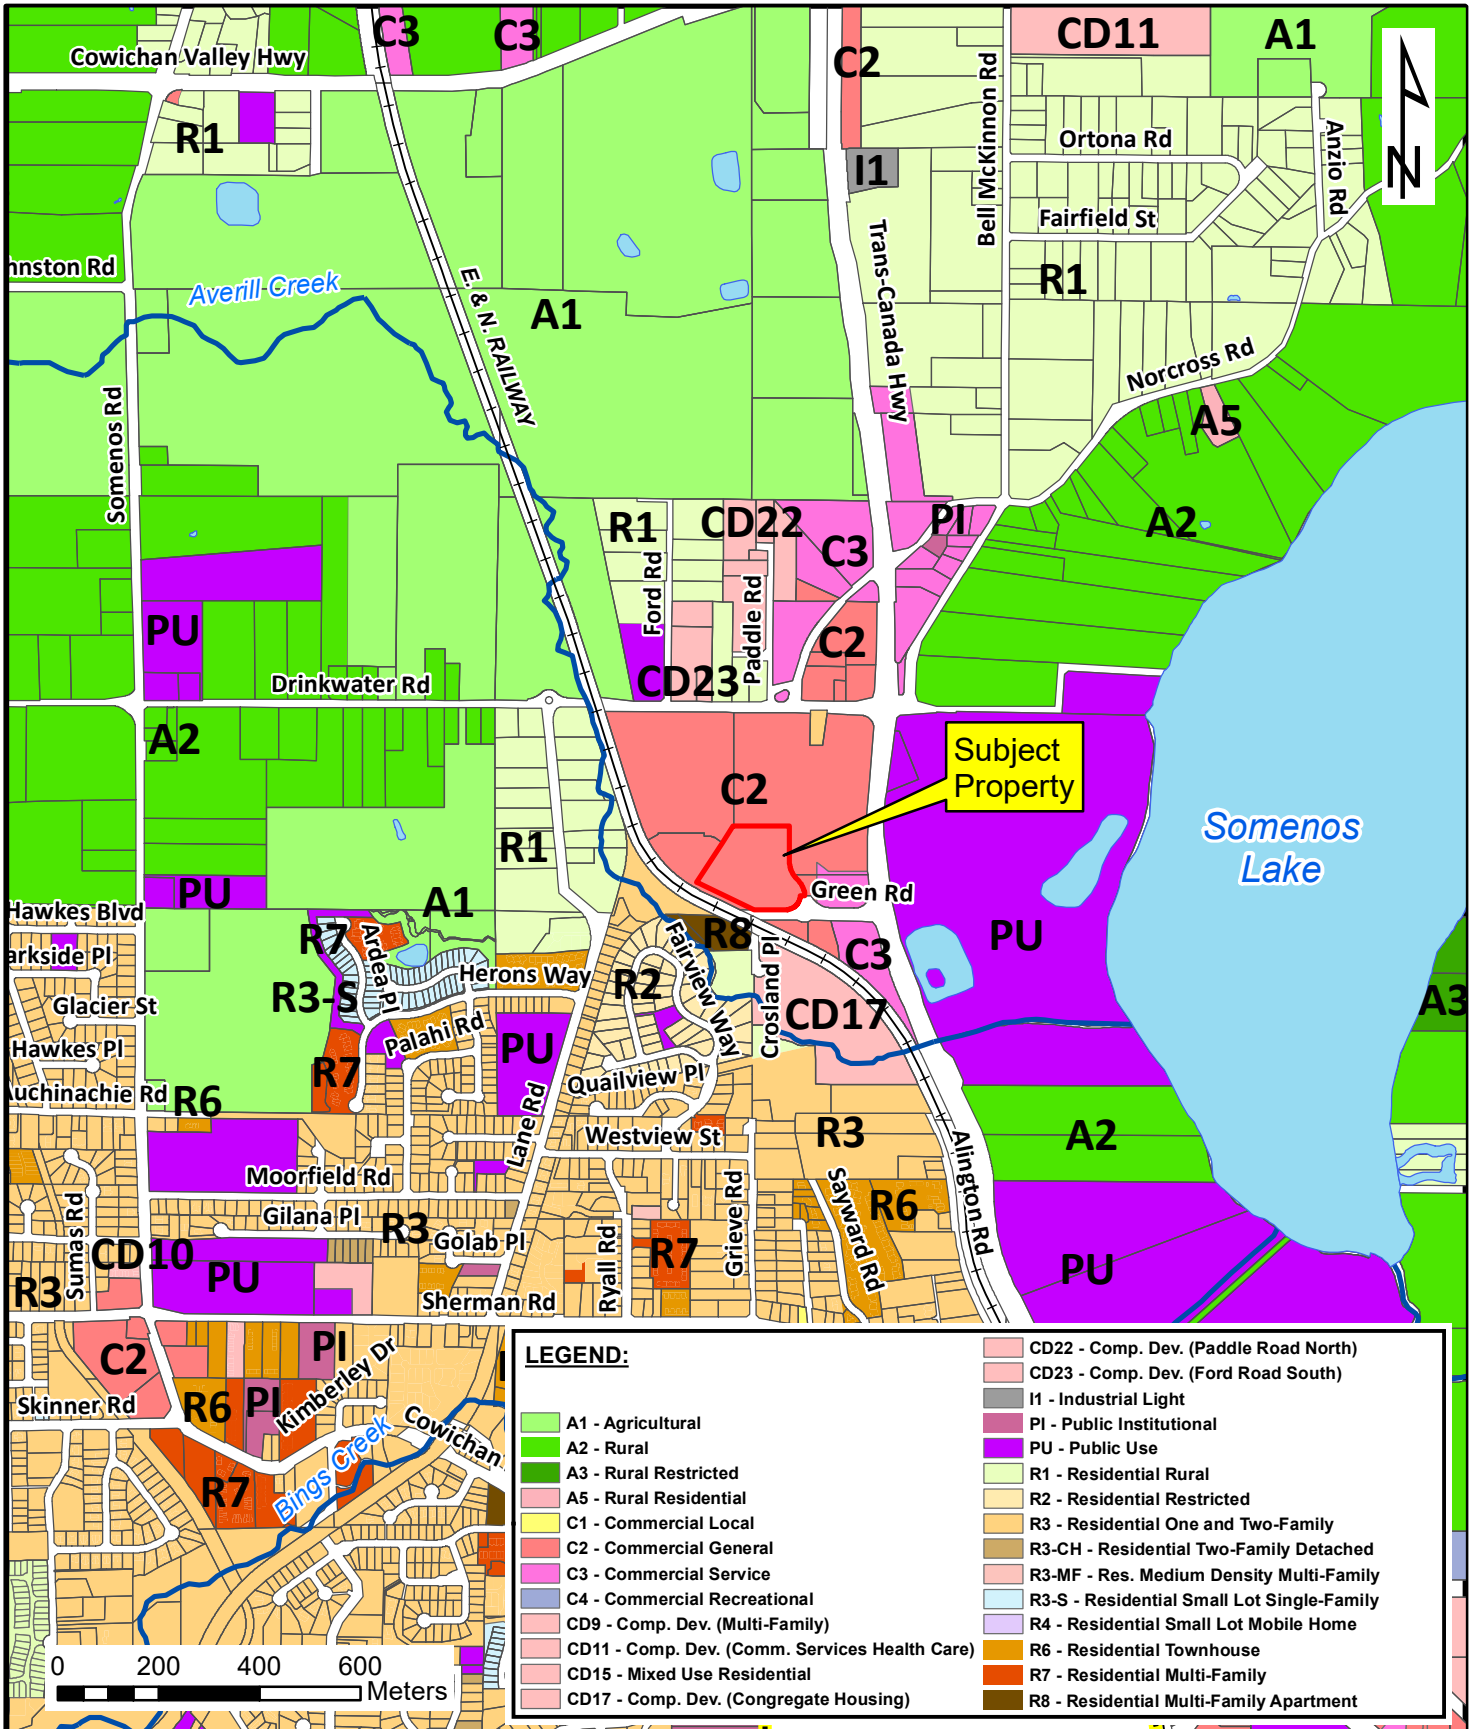 C3
C3
CD11
A1
Cowichan Valley Hwy
C2
R1
I1
Bell McKinnon Rd
Ortona Rd
Anzio Rd
N
Fairfield St
Trans-Canada Hwy
R1
Averill Creek
E. & N. RAILWAY
A1
Somenos Rd
Norcross Rd
A5
R1
CD22
C3
PI
A2
Ford Rd
Paddle Rd
PU
C2
CD23
Drinkwater Rd
A2
Subject
Property
C2
R1
Somenos
Lake
PU
Green Rd
Hawkes Blvd
A1
R7
Ardea Pl
R8
Fairview Way
Crosland Pl
C3
PU
Herons Way
R2
R3-S
Glacier St
CD17
A3
Palahi Rd
PU
Hawkes Pl
R7
Quailview Pl
R6
Lane Rd
Westview St
R3
A2
Alington Rd
Moorfield Rd
Sayward Rd
R6
Sumas Rd
Gilana Pl
R3
Golab Pl
Ryall Rd
R7
Grieve Rd
CD10
PU
PU
R3
Sherman Rd
C2
PI
Kimberley Dr
Skinner Rd
R6
PI
Cowichan
R7
Bings Creek
0 200 400 600
Meters
LEGEND:
A1 - Agricultural
A2 - Rural
A3 - Rural Restricted
A5 - Rural Residential
C1 - Commercial Local
C2 - Commercial General
C3 - Commercial Service
C4 - Commercial Recreational
CD9 - Comp. Dev. (Multi-Family)
CD11 - Comp. Dev. (Comm. Services Health Care)
CD15 - Mixed Use Residential
CD17 - Comp. Dev. (Congregate Housing)
CD22 - Comp. Dev. (Paddle Road North)
CD23 - Comp. Dev. (Ford Road South)
I1 - Industrial Light
PI - Public Institutional
PU - Public Use
R1 - Residential Rural
R2 - Residential Restricted
R3 - Residential One and Two-Family
R3-CH - Residential Two-Family Detached
R3-MF - Res. Medium Density Multi-Family
R3-S - Residential Small Lot Single-Family
R4 - Residential Small Lot Mobile Home
R6 - Residential Townhouse
R7 - Residential Multi-Family
R8 - Residential Multi-Family Apartment